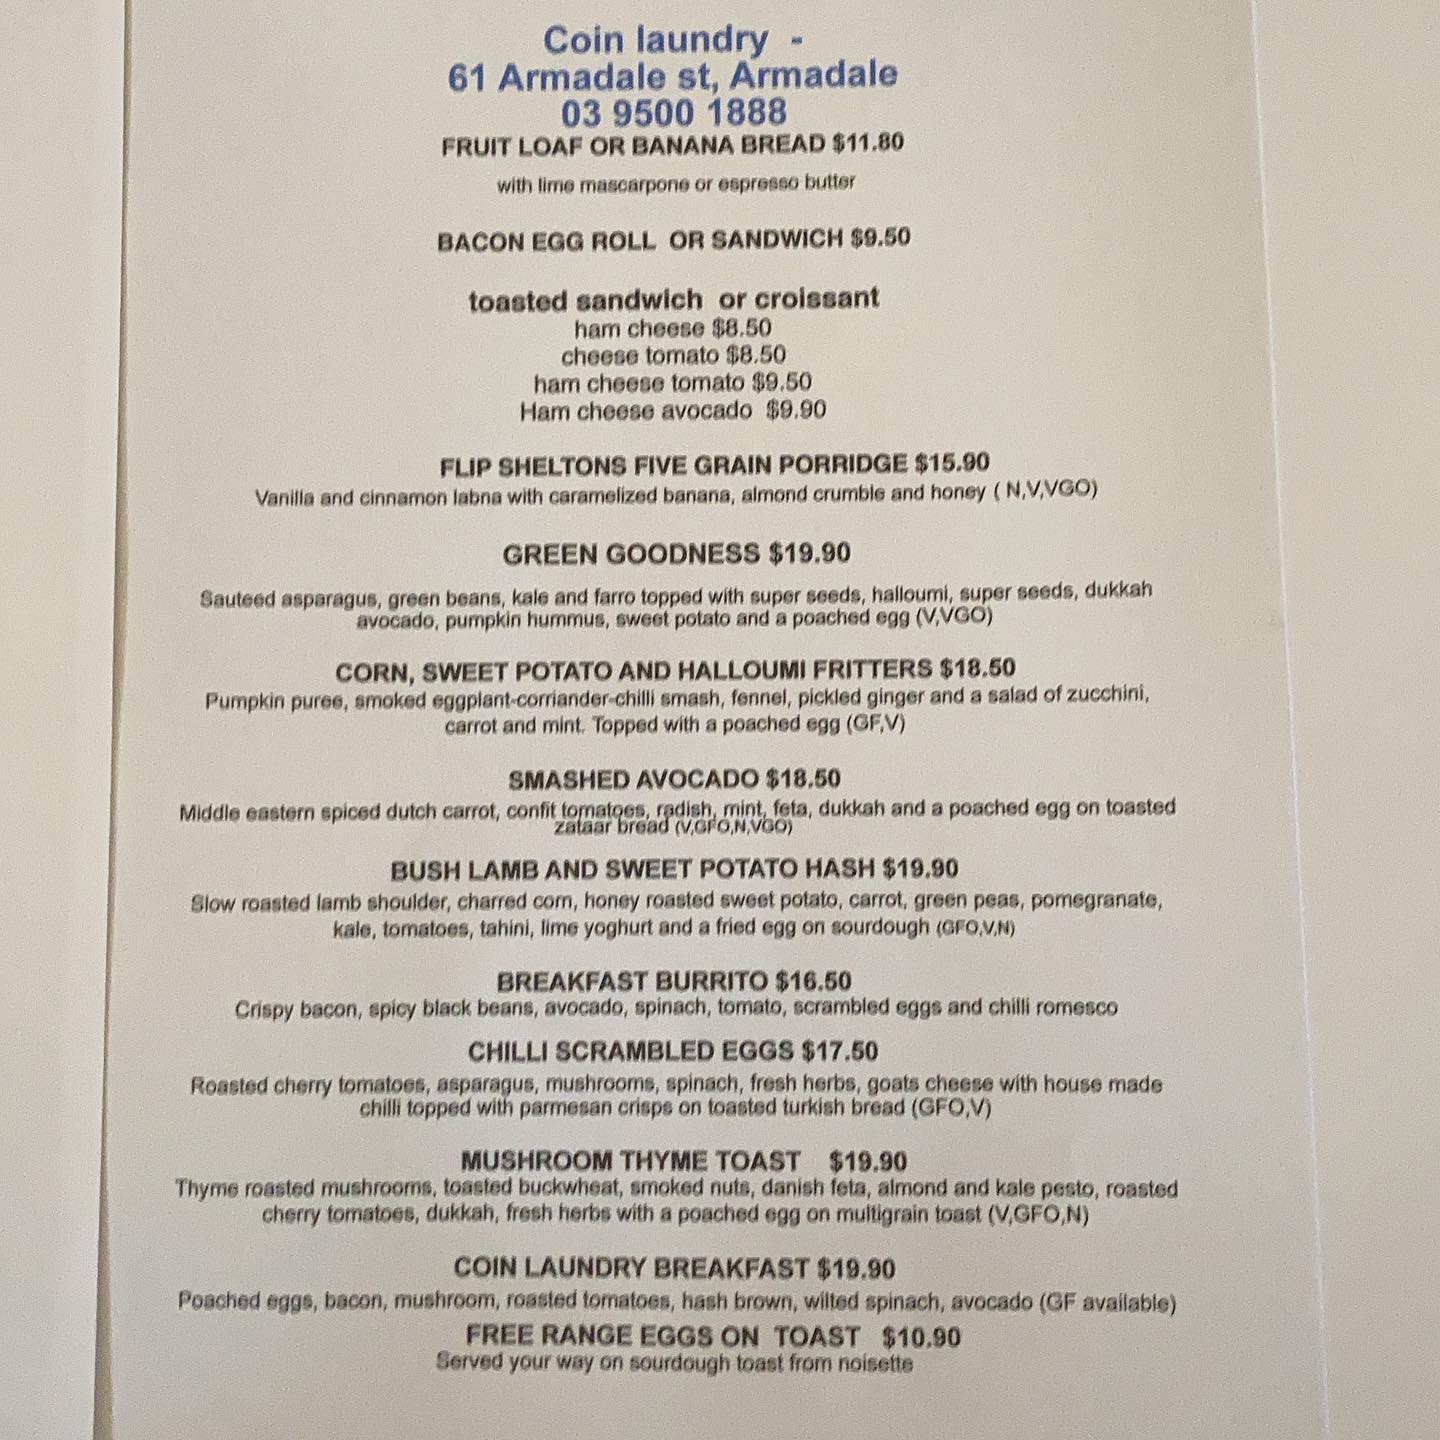 Coin laundry -
61 Armadale st, Armadale
03 9500 1888
FRUIT LOAF OR BANANA BREAD $11.80
with lime mascarpone or espresso butter
BACON EGG ROLL OR SANDWICH $9.50
toasted sandwich or croissant
ham cheese $8.50
cheese tomato $8.50
ham cheese tomato $9.50
Ham cheese avocado $9.90
FLIP SHELTONS FIVE GRAIN PORRIDGE $15.90
Vanilla and cinnamon labna with caramelized banana, almond crumble and honey ( N,V,VGO)
GREEN GOODNESS $19.90
Sauteed asparagus, green beans, kale and farro topped with super seeds, halloumi, super seeds, dukkah
avocado, pumpkin hummus, sweet potato and a poached egg (V,VGO)
CORN, SWEET POTATO AND HALLOUMI FRITTERS $18.50
Pumpkin puree, smoked eggplant-corriander-chilli smash, fennel, pickled ginger and a salad of zucchini,
carrot and mint. Topped with a poached egg (GF,V)
SMASHED AVOCADO $18.50
Middle eastern spiced dutch carrot, confit tomatoes, radish, mint, feta, dukkah and a poached egg on toasted
zataar bread (V,GFO,N,VGO)
BUSH LAMB AND SWEET POTATO HASH $19.90
Slow roasted lamb shoulder, charred corn, honey roasted sweet potato, carrot, green peas, pomegranate,
kale, tomatoes, tahini, lime yoghurt and a fried egg on sourdough (GFO,V,N)
BREAKFAST BURRITO $16.50
Crispy bacon, spicy black beans, avocado, spinach, tomato, scrambled eggs and chilli romesco
CHILLI SCRAMBLED EGGS $17.50
Roasted cherry tomatoes, asparagus, mushrooms, spinach, fresh herbs, goats cheese with house made
chilli topped with parmesan crisps on toasted turkish bread (GFO,V)
MUSHROOM THYME TOAST $19.90
Thyme roasted mushrooms, toasted buckwheat, smoked nuts, danish feta, almond and kale pesto, roasted
cherry tomatoes, dukkah, fresh herbs with a poached egg on multigrain toast (V,GFO,N)
COIN LAUNDRY BREAKFAST $19.90
Poached eggs, bacon, mushroom, roasted tomatoes, hash brown, wilted spinach, avocado (GF available)
FREE RANGE EGGS ON TOAST $10.90
Served your way on sourdough toast from noisette